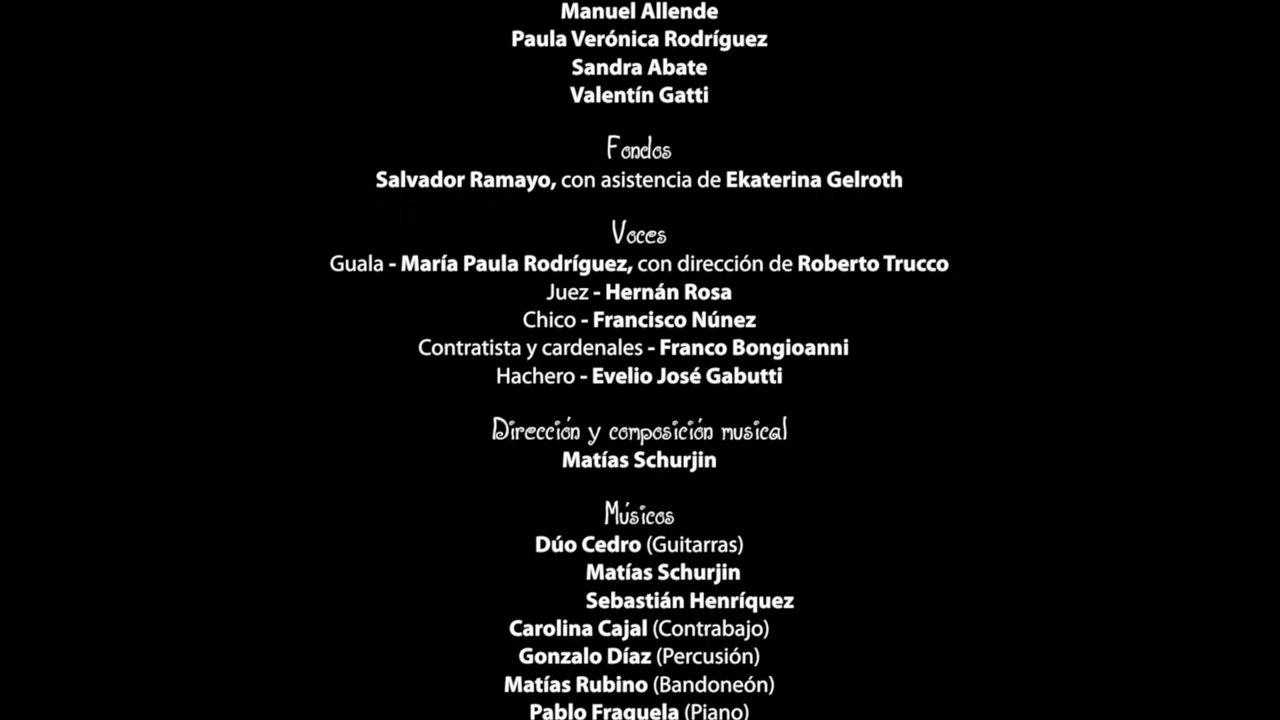 Manuel Allende
Paula Verónica Rodríguez
Sandra Abate
Valentín Gatti
Fondos
Salvador Ramayo, con asistencia de Ekaterina Gelroth
Voces
Guala - María Paula Rodríguez, con dirección de Roberto Trucco
Juez - Hernán Rosa
Chico - Francisco Núnez
Contratista y cardenales - Franco Bongioanni
Hachero - Evelio José Gabutti
Dirección y composición musical
Matías Schurjin
Músicos
Dúo Cedro (Guitarras)
Matías Schurjin
Sebastián Henríquez
Carolina Cajal (Contrabajo)
Gonzalo Díaz (Percusión)
Matías Rubino (Bandoneón)
Pablo Fraguela (Piano)